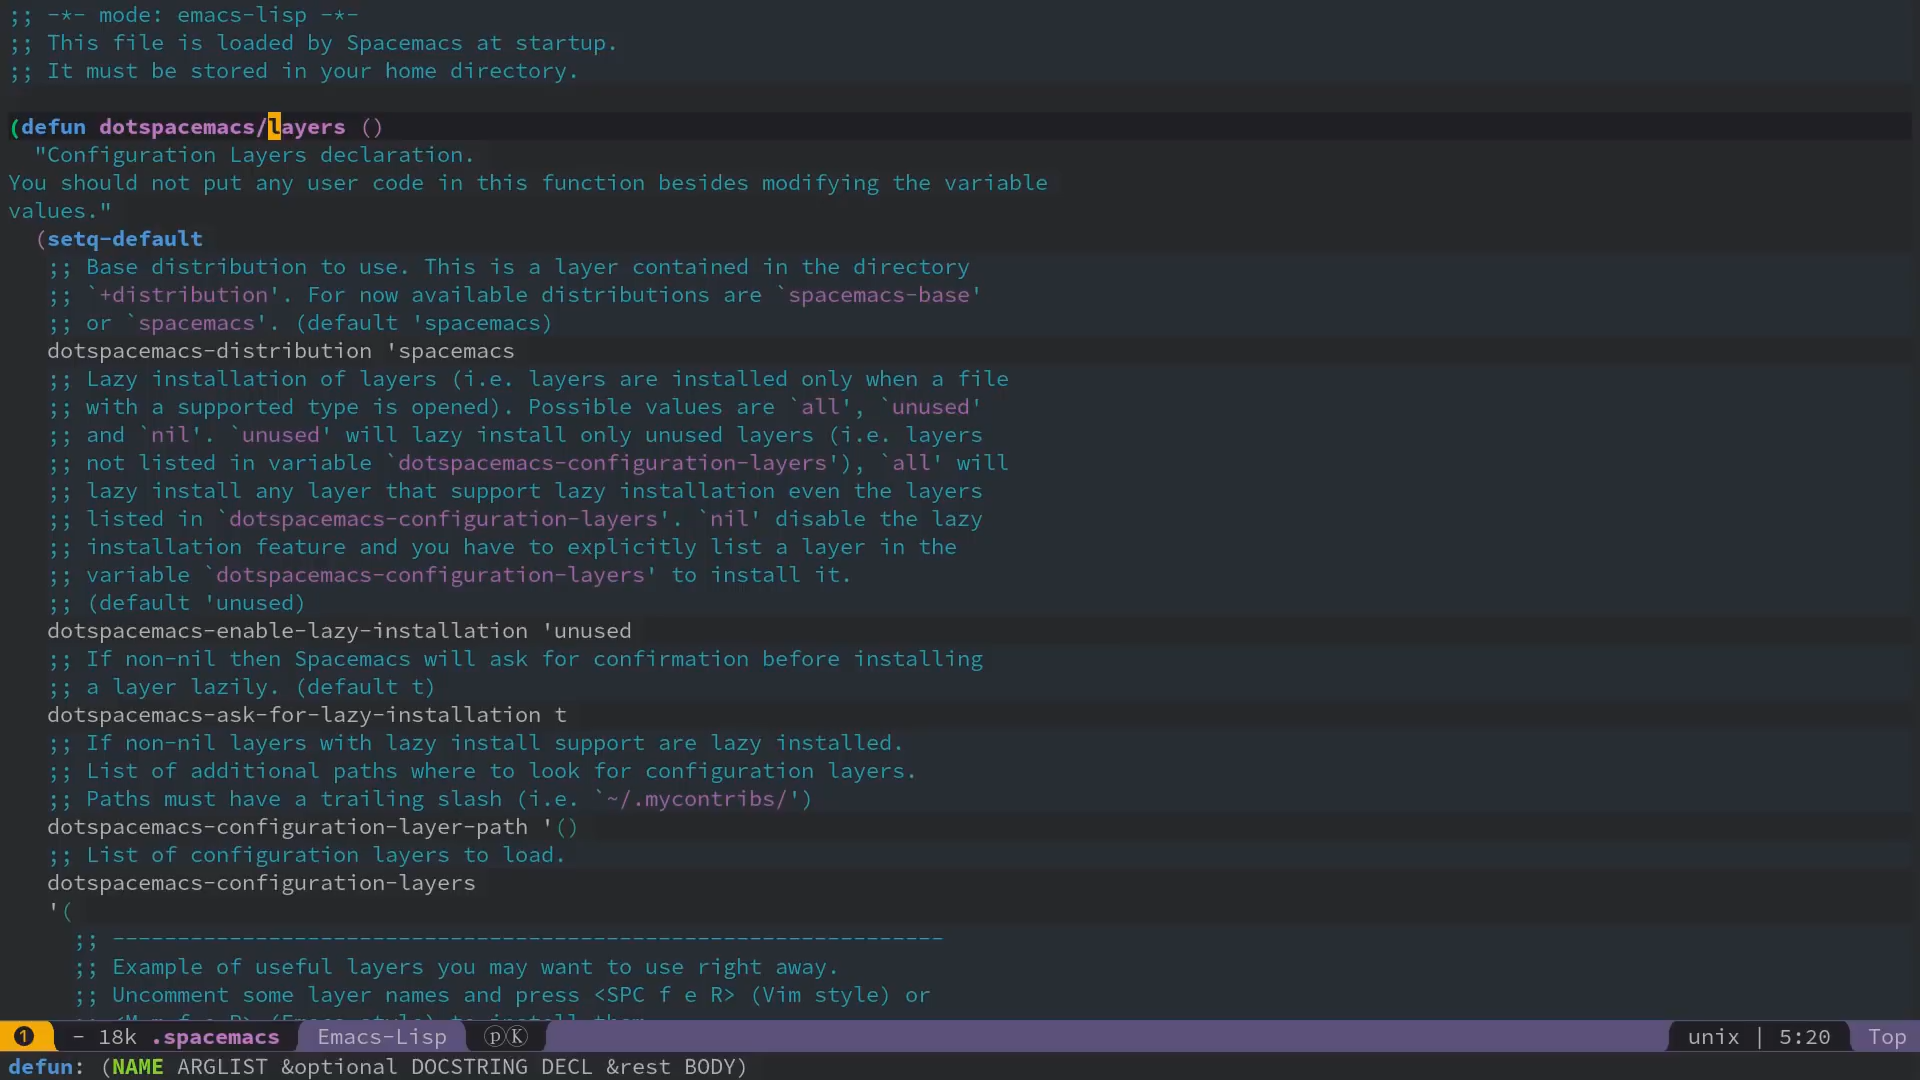 ;; -*- mode: emacs-lisp -*-
;; This file is loaded by Spacemacs at startup.
;; It must be stored in your home directory.
(defun dotspacemacs/layers ()
"Configuration Layers declaration.
You should not put any user code in this function besides modifying the variable
values."
(setq-default
;; Base distribution to use. This is a layer contained in the directory
;; `+distribution'. For now available distributions are `spacemacs-base'
;; or `spacemacs'. (default 'spacemacs)
dotspacemacs-distribution 'spacemacs
;; Lazy installation of layers (i.e. layers are installed only when a file
;; with a supported type is opened). Possible values are `all', `unused'
;; and `nil'. `unused' will lazy install only unused layers (i.e. layers
;; not listed in variable `dotspacemacs-configuration-layers'), `all' will
;; lazy install any layer that support lazy installation even the layers
;; listed in `dotspacemacs-configuration-layers'. `nil' disable the lazy
;; installation feature and you have to explicitly list a layer in the
;; variable `dotspacemacs-configuration-layers' to install it.
;; (default 'unused)
dotspacemacs-enable-lazy-installation 'unused
;; If non-nil then Spacemacs will ask for confirmation before installing
;; a layer lazily. (default t)
dotspacemacs-ask-for-lazy-installation t
;; If non-nil layers with lazy install support are lazy installed.
;; List of additional paths where to look for configuration layers.
;; Paths must have a trailing slash (i.e. `~/.mycontribs/')
dotspacemacs-configuration-layer-path '()
;; List of configuration layers to load.
dotspacemacs-configuration-layers
'(
;; ----------------------------------------------------------------
;; Example of useful layers you may want to use right away.
;; Uncomment some layer names and press <SPC f e R> (Vim style) or
;; <M-m f e R> (Emacs style) to install them.
❶ - 18k .spacemacs Emacs-Lisp ⓟⓀ unix | 5:20 Top
defun: (NAME ARGLIST &optional DOCSTRING DECL &rest BODY)